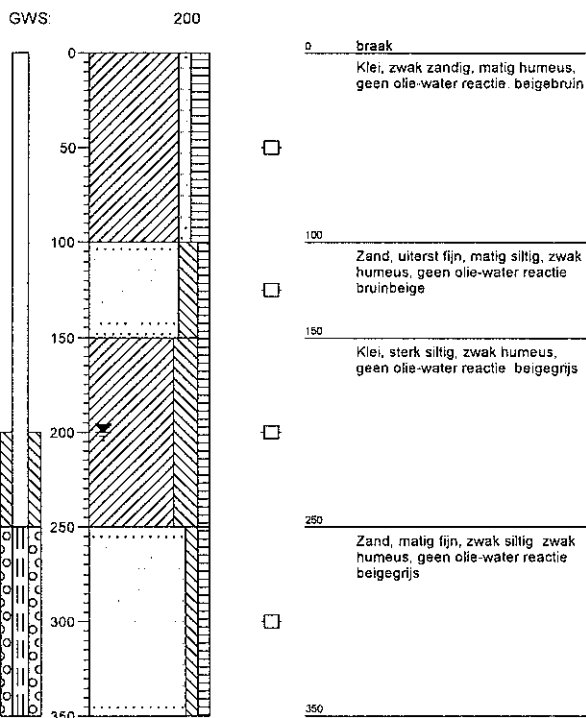 GWS: 200
0
50
100
150
200
250
300
350
0 braak
Klei, zwak zandig, matig humeus,
geen olie-water reactie. beigebruin
100
Zand, uiterst fijn, matig siltig, zwak
humeus, geen olie-water reactie
bruinbeige
150
Klei, sterk siltig, zwak humeus,
geen olie-water reactie beigegrijs
250
Zand, matig fijn, zwak siltig zwak
humeus, geen olie-water reactie
beigegrijs
350